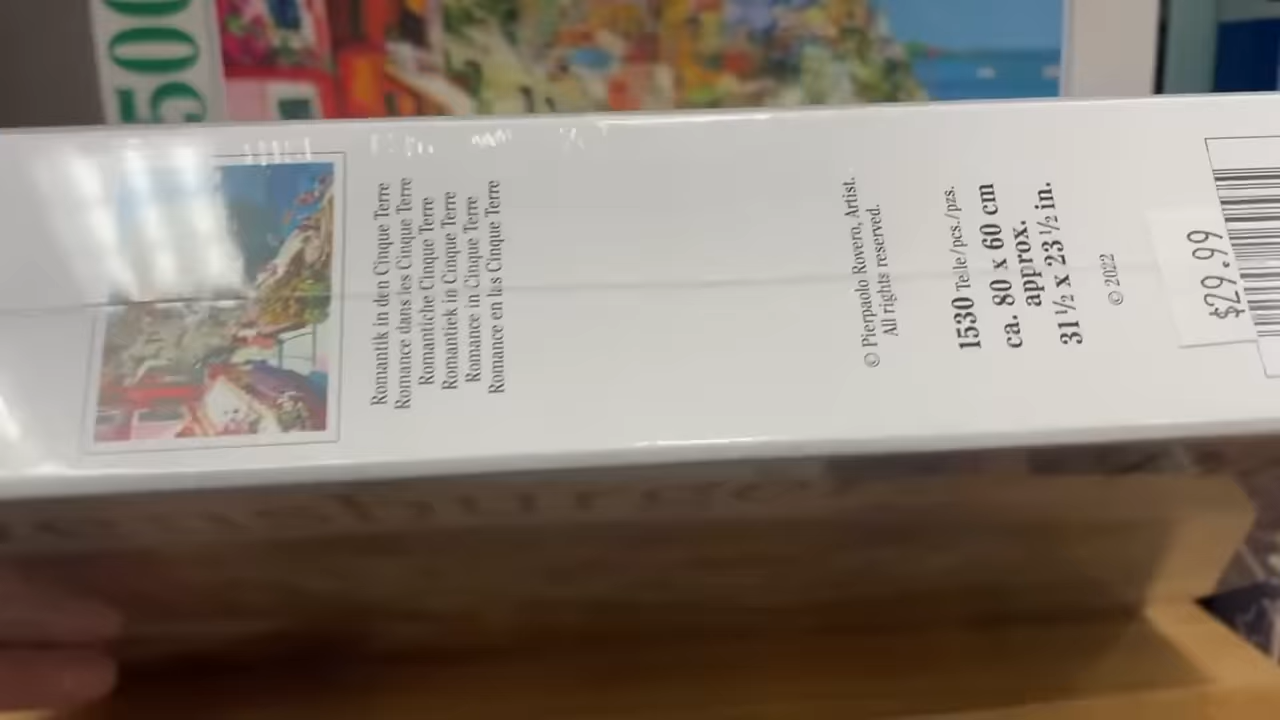 500
Romantik in den Cinque Terre
Romance dans les Cinque Terre
Romantiche Cinque Terre
Romantiek in Cinque Terre
Romance in Cinque Terre
Romance en las Cinque Terre
© Pierpaolo Rovero, Artist.
All rights reserved.
1530 Teile/pcs./pzs.
ca. 80 x 60 cm
approx.
31 ½ x 23 ½ in.
© 2022
$29.99